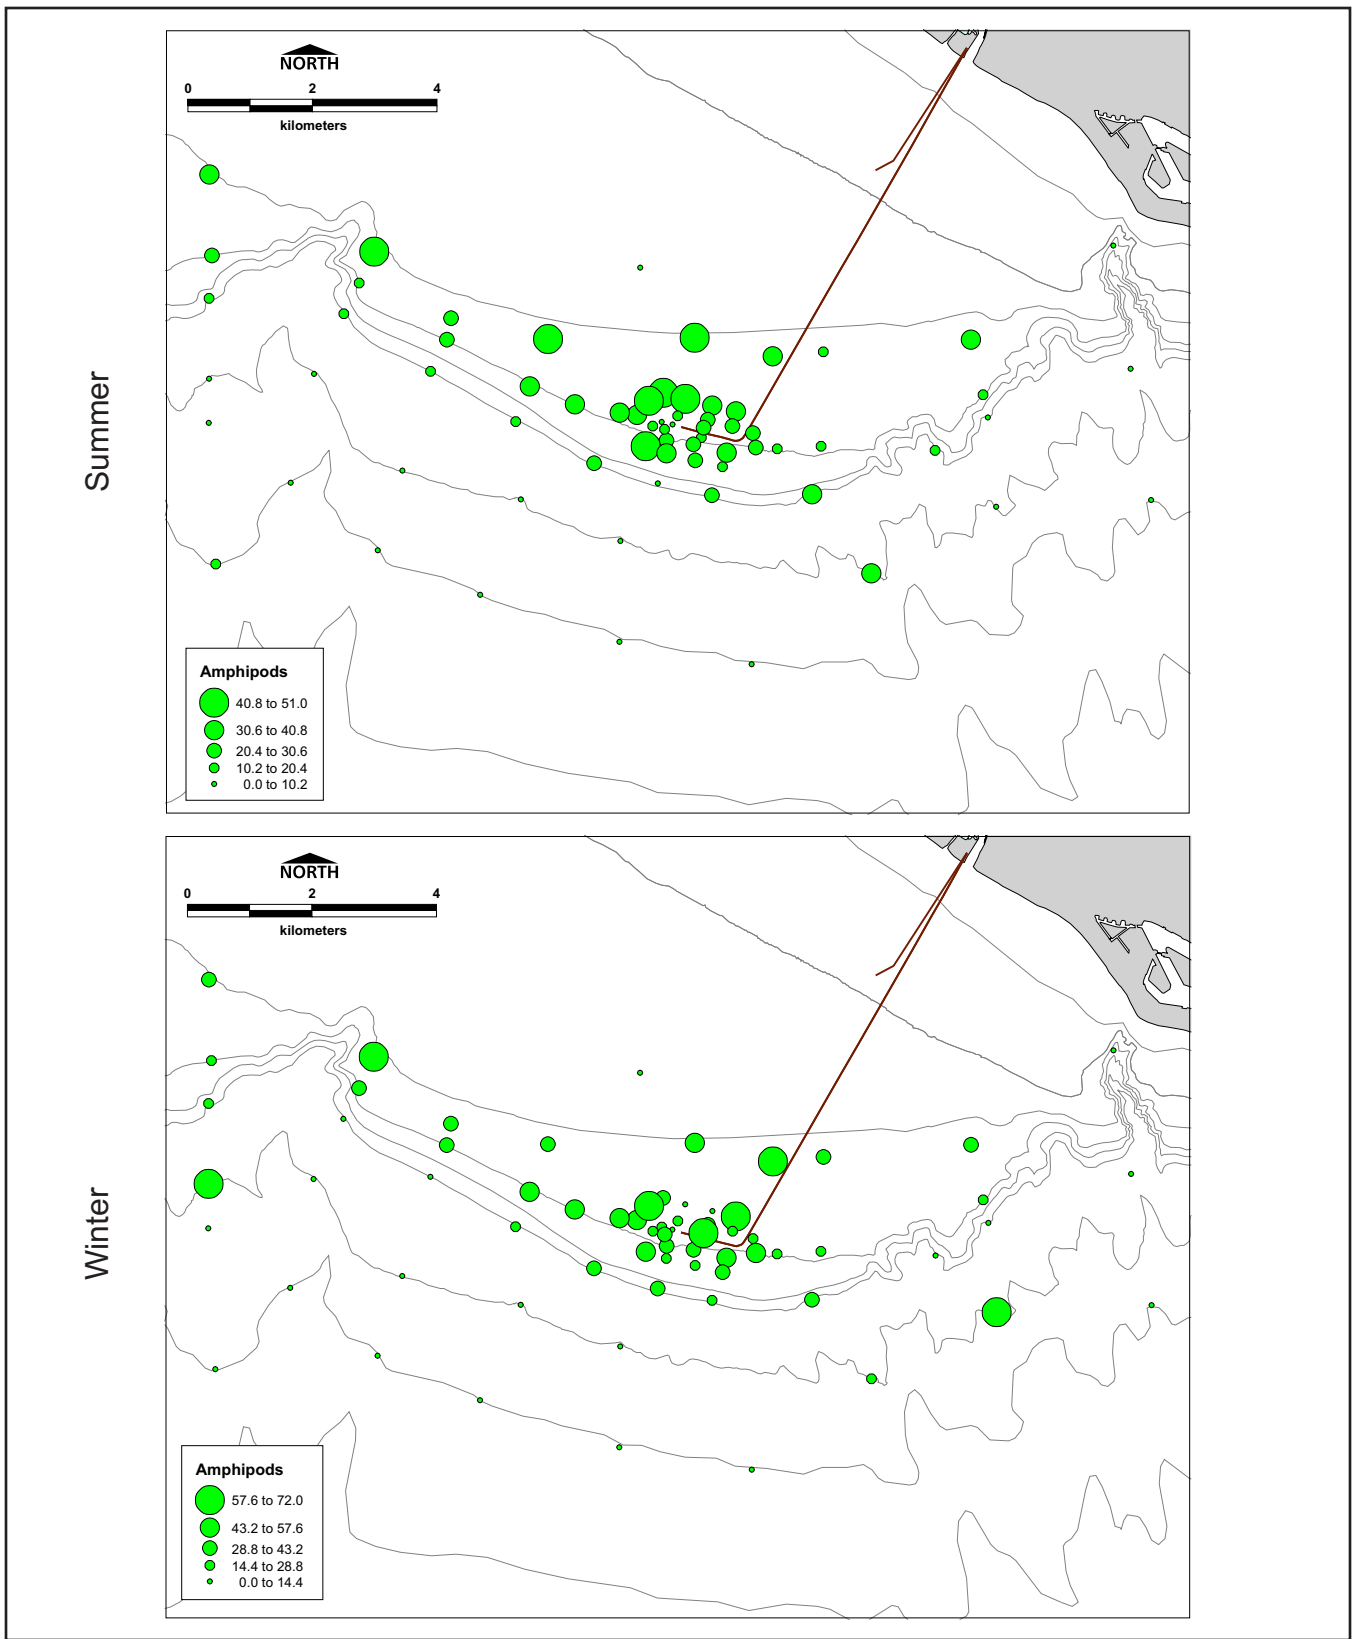 Summer
NORTH
0 2 4
kilometers
Amphipods
40.8 to 51.0
30.6 to 40.8
20.4 to 30.6
10.2 to 20.4
0.0 to 10.2
Winter
NORTH
0 2 4
kilometers
Amphipods
57.6 to 72.0
43.2 to 57.6
28.8 to 43.2
14.4 to 28.8
0.0 to 14.4